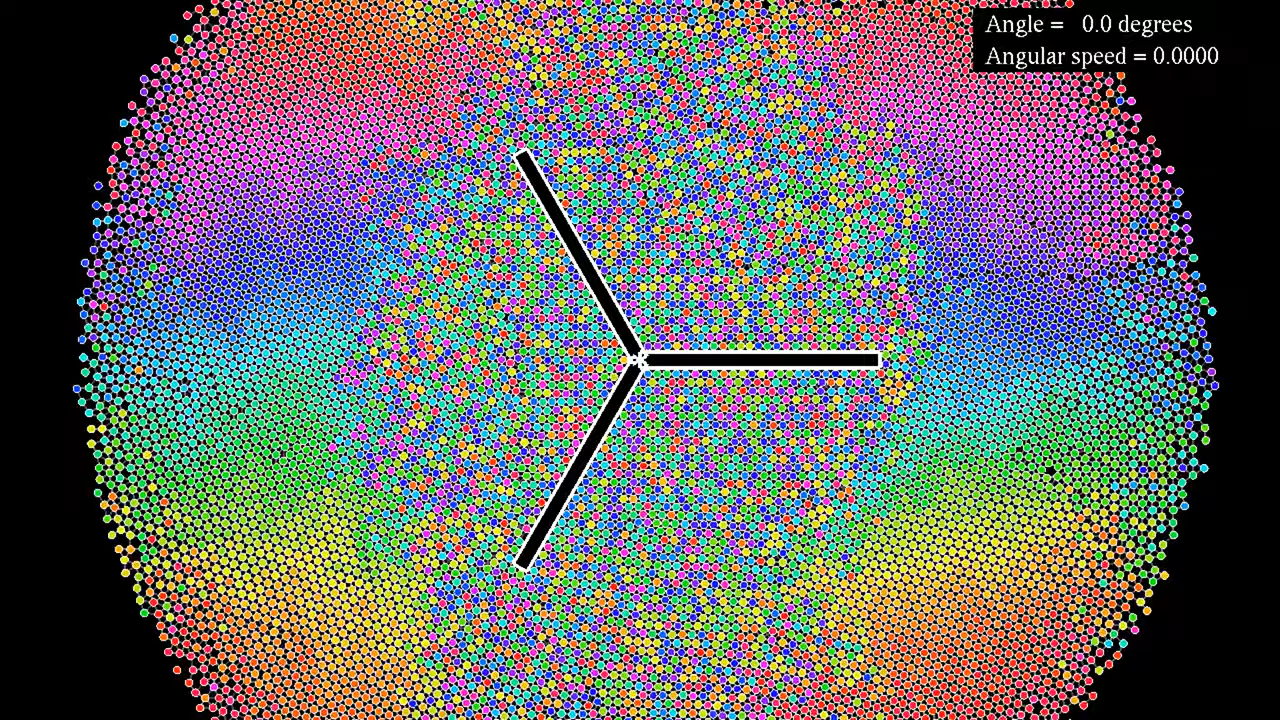 Angle = 0.0 degrees
Angular speed = 0.0000